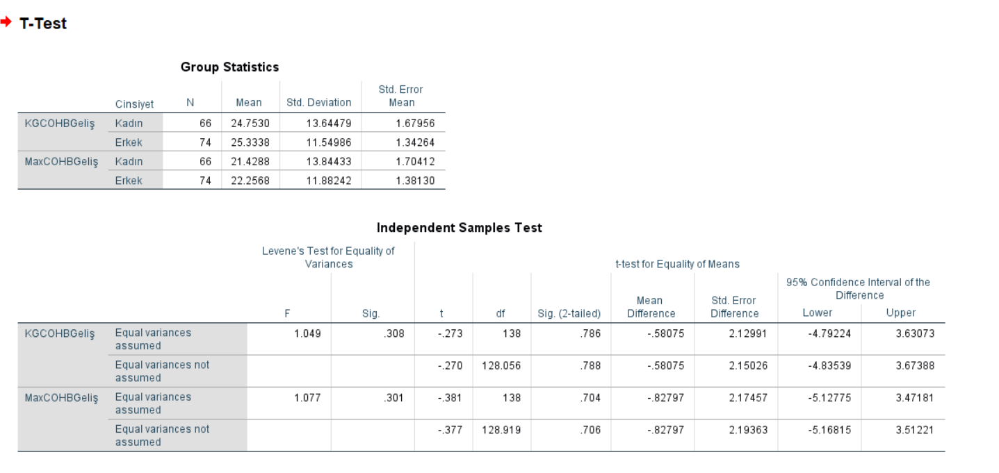 T-Test
Group Statistics
Cinsiyet N Mean Std. Deviation Std. Error Mean
KGCOHBGeliş Kadın 66 24.7530 13.64479 1.67956
Erkek 74 25.3338 11.54986 1.34264
MaxCOHBGeliş Kadın 66 21.4288 13.84433 1.70412
Erkek 74 22.2568 11.88242 1.38130
Independent Samples Test
Levene's Test for Equality of Variances t-test for Equality of Means
95% Confidence Interval of the Difference
F Sig. t df Sig. (2-tailed) Mean Difference Std. Error Difference Lower Upper
KGCOHBGeliş Equal variances assumed 1.049 .308 -.273 138 .786 -.58075 2.12991 -4.79224 3.63073
Equal variances not assumed -.270 128.056 .788 -.58075 2.15026 -4.83539 3.67388
MaxCOHBGeliş Equal variances assumed 1.077 .301 -.381 138 .704 -.82797 2.17457 -5.12775 3.47181
Equal variances not assumed -.377 128.919 .706 -.82797 2.19363 -5.16815 3.51221